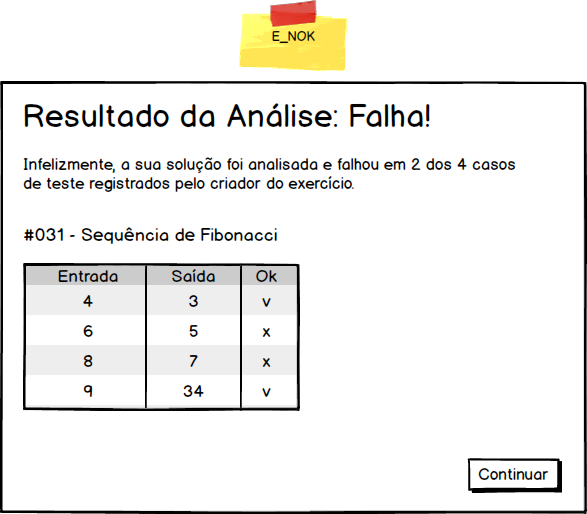 E_NOK
Resultado da Análise: Falha!
Infelizmente, a sua solução foi analisada e falhou em 2 dos 4 casos
de teste registrados pelo criador do exercício.
#031 - Sequência de Fibonacci
Entrada Saída Ok
4 3 v
6 5 x
8 7 x
9 34 v
Continuar